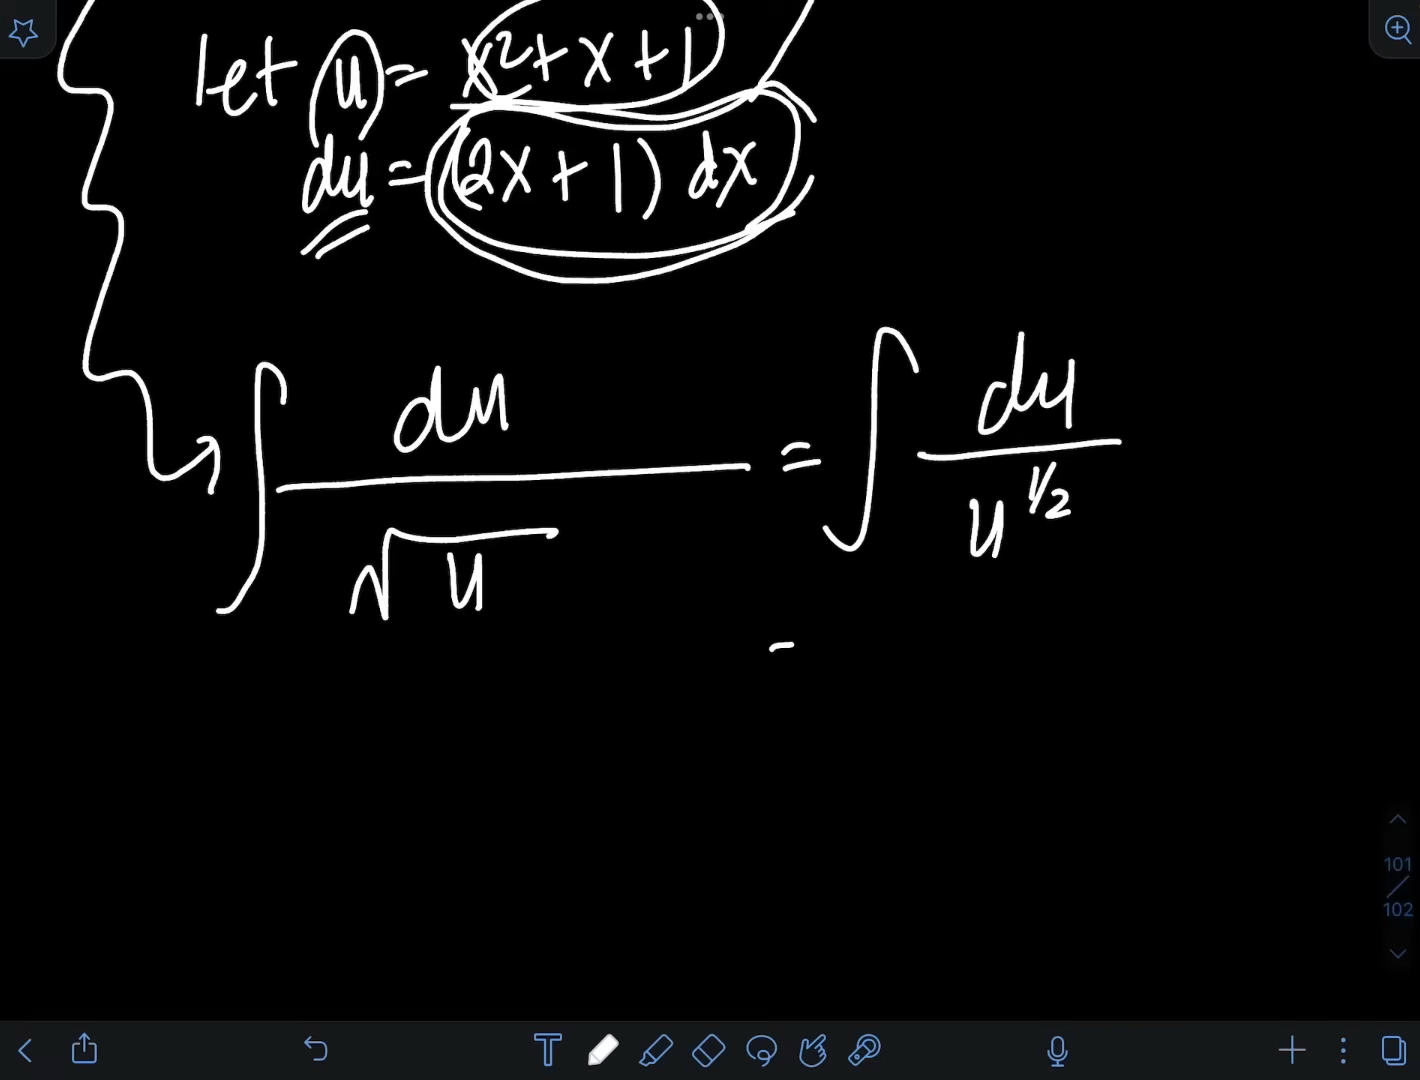 let u = x² + x + 1
du = (2x + 1) dx
∫ du / √u = ∫ du / u^1/2
-
101 / 102
T